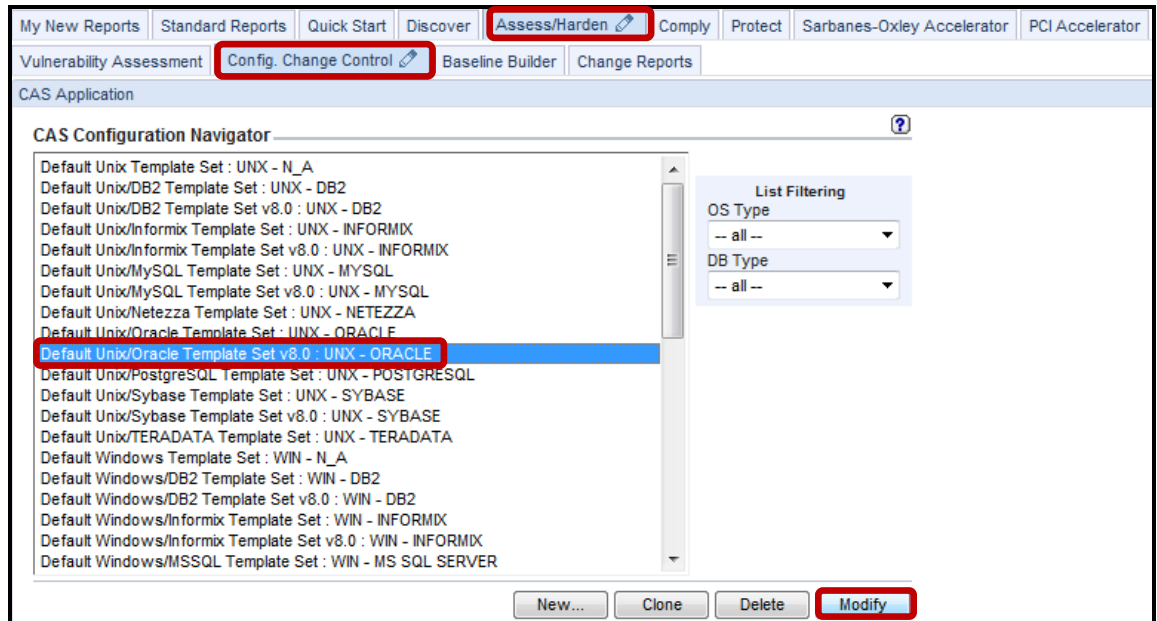 My New Reports Standard Reports Quick Start Discover Assess/Harden Comply Protect Sarbanes-Oxley Accelerator PCI Accelerator
Vulnerability Assessment Config. Change Control Baseline Builder Change Reports
CAS Application
CAS Configuration Navigator ?
Default Unix Template Set : UNX - N_A
Default Unix/DB2 Template Set : UNX - DB2
Default Unix/DB2 Template Set v8.0 : UNX - DB2
Default Unix/Informix Template Set : UNX - INFORMIX
Default Unix/Informix Template Set v8.0 : UNX - INFORMIX
Default Unix/MySQL Template Set : UNX - MYSQL
Default Unix/MySQL Template Set v8.0 : UNX - MYSQL
Default Unix/Netezza Template Set : UNX - NETEZZA
Default Unix/Oracle Template Set : UNX - ORACLE
Default Unix/Oracle Template Set v8.0 : UNX - ORACLE
Default Unix/PostgreSQL Template Set : UNX - POSTGRESQL
Default Unix/Sybase Template Set : UNX - SYBASE
Default Unix/Sybase Template Set v8.0 : UNX - SYBASE
Default Unix/TERADATA Template Set : UNX - TERADATA
Default Windows Template Set : WIN - N_A
Default Windows/DB2 Template Set : WIN - DB2
Default Windows/DB2 Template Set v8.0 : WIN - DB2
Default Windows/Informix Template Set : WIN - INFORMIX
Default Windows/Informix Template Set v8.0 : WIN - INFORMIX
Default Windows/MSSQL Template Set : WIN - MS SQL SERVER
List Filtering
OS Type
-- all --
DB Type
-- all --
New... Clone Delete Modify